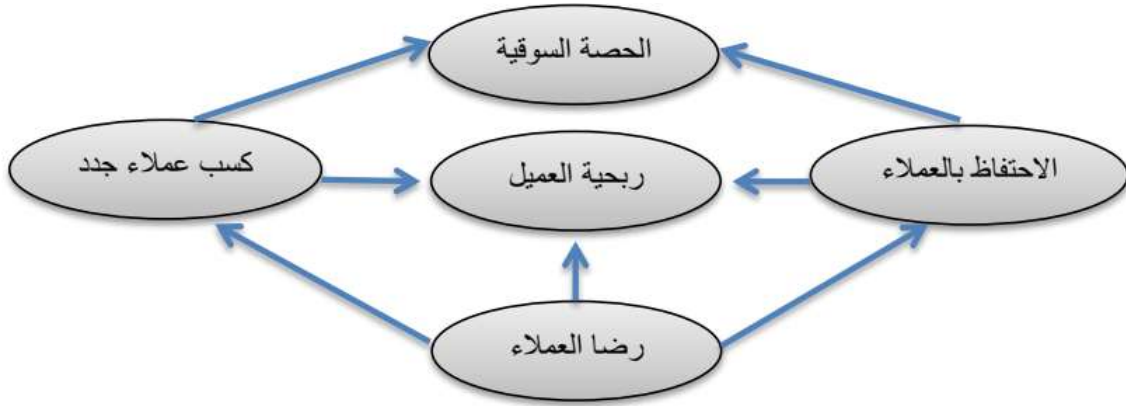 الحصة السوقية
كسب عملاء جدد
ربحية العميل
الاحتفاظ بالعملاء
رضا العملاء